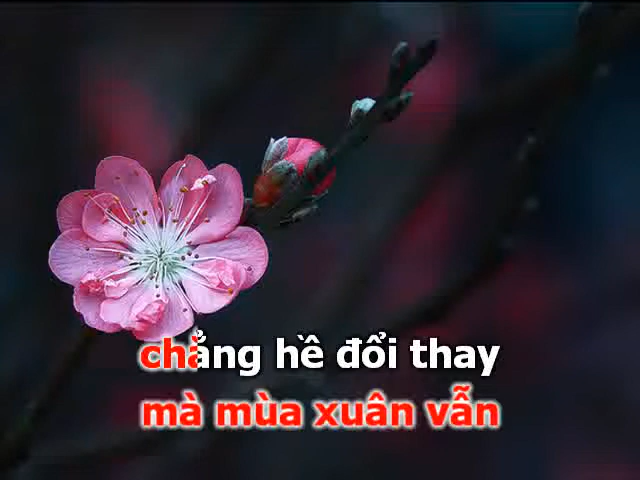 chẳng hề đổi thay
mà mùa xuân vẫn